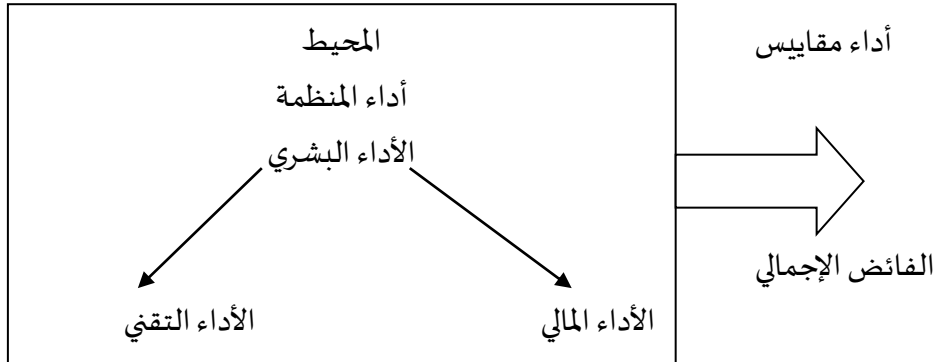 المحيط
أداء مقاييس
أداء المنظمة
الأداء البشري
الفائض الإجمالي
الأداء المالي
الأداء التقني